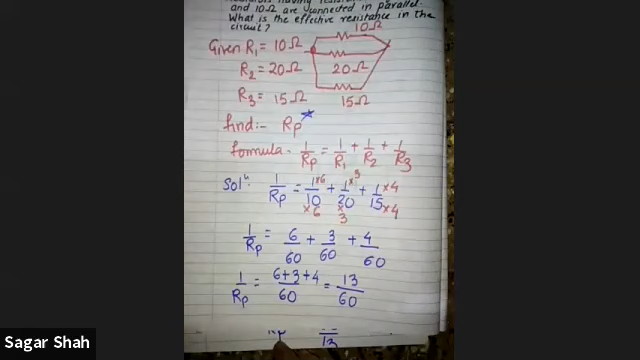 and 10Ω are connected in parallel.
What is the effective resistance in the
circuit?
10Ω
Given R₁ = 10Ω
R₂ = 20Ω
20Ω
R₃ = 15Ω
15Ω
find:- Rp*
formula - 1/Rp = 1/R₁ + 1/R₂ + 1/R₃
Solⁿ: 1/Rp = 1×6/10×6 + 1×3/20×3 + 1×4/15×4
1/Rp = 6/60 + 3/60 + 4/60
1/Rp = 6+3+4/60 = 13/60
13
Sagar Shah